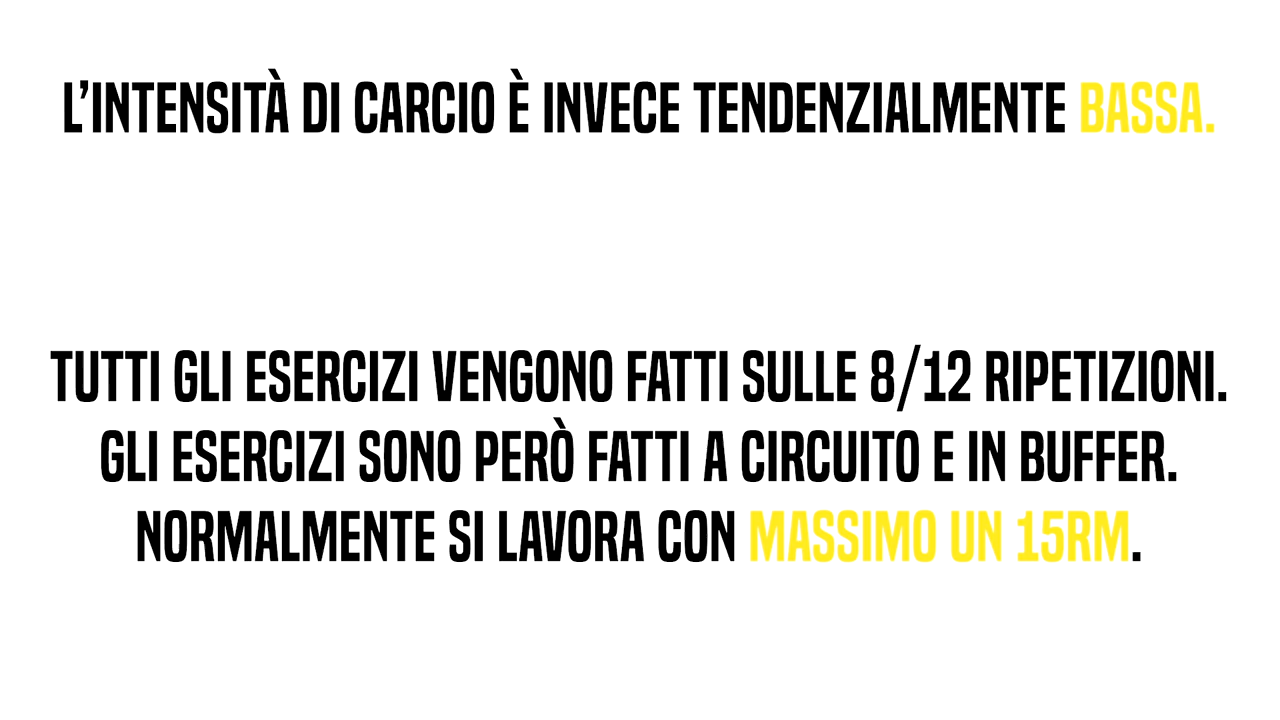 L'INTENSITÀ DI CARCIO È INVECE TENDENZIALMENTE BASSA.
TUTTI GLI ESERCIZI VENGONO FATTI SULLE 8/12 RIPETIZIONI.
GLI ESERCIZI SONO PERÒ FATTI A CIRCUITO E IN BUFFER.
NORMALMENTE SI LAVORA CON MASSIMO UN 15RM.